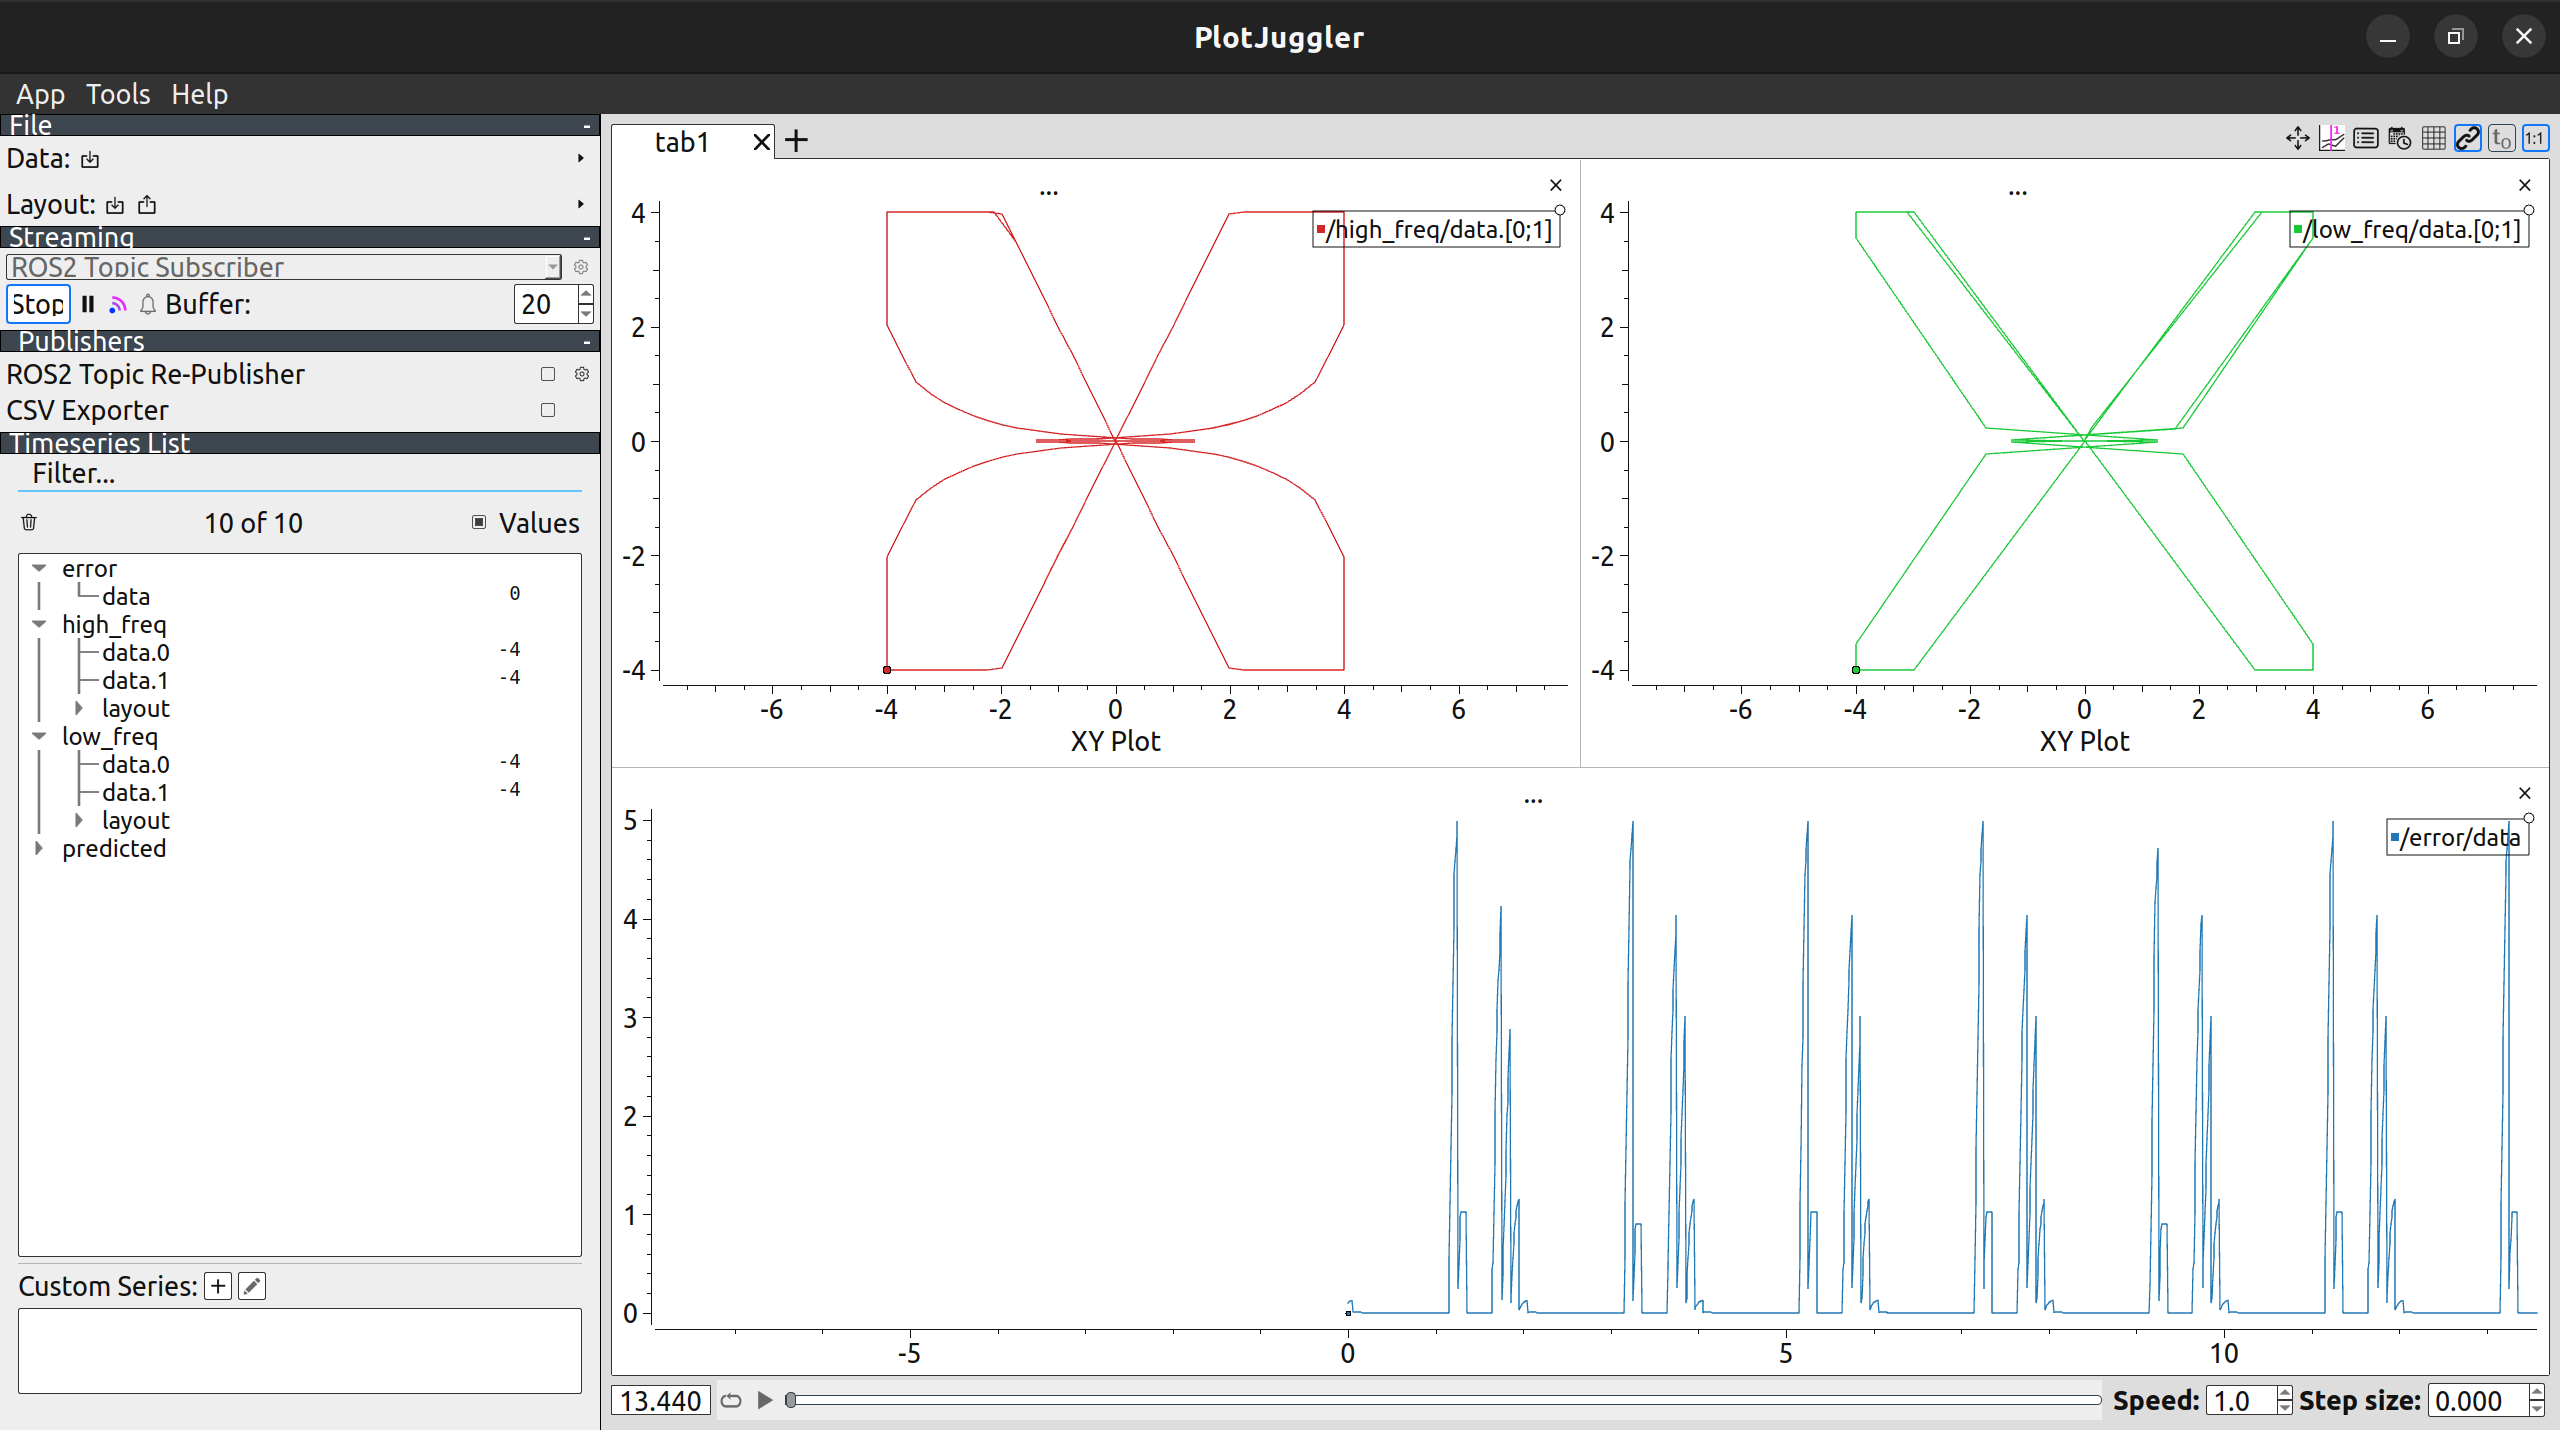 PlotJuggler
App Tools Help
File -
Data:
Layout:
Streaming -
ROS2 Topic Subscriber
Stop Buffer: 20
Publishers -
ROS2 Topic Re-Publisher
CSV Exporter
Timeseries List
Filter...
10 of 10 Values
error
data 0
high_freq
data.0 -4
data.1 -4
layout
low_freq
data.0 -4
data.1 -4
layout
predicted
Custom Series:
tab1
t0 1:1
...
/high_freq/data.[0;1]
4
2
0
-2
-4
-6 -4 -2 0 2 4 6
XY Plot
...
/low_freq/data.[0;1]
4
2
0
-2
-4
-6 -4 -2 0 2 4 6
XY Plot
...
/error/data
5
4
3
2
1
0
-5 0 5 10
13.440 Speed: 1.0 Step size: 0.000